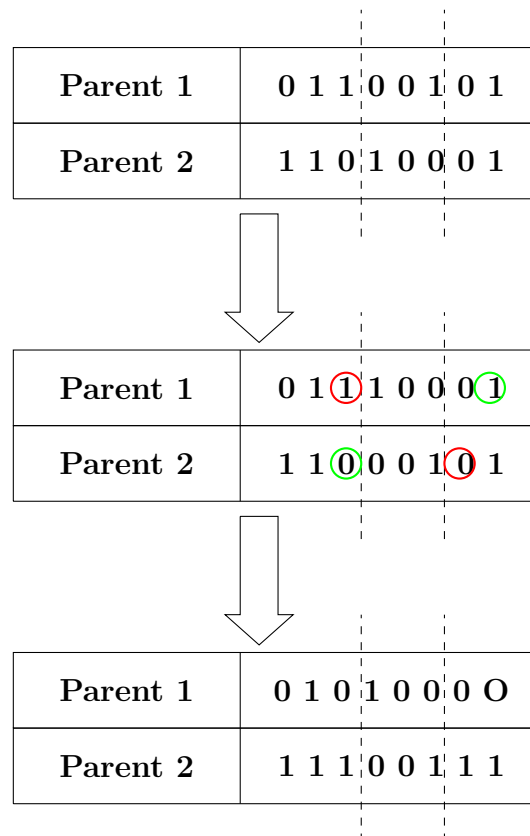 Parent 1 0 1 1 0 0 1 0 1
Parent 2 1 1 0 1 0 0 0 1
Parent 1 0 1 1 1 0 0 0 1
Parent 2 1 1 0 0 0 1 0 1
Parent 1 0 1 0 1 0 0 0 O
Parent 2 1 1 1 0 0 1 1 1